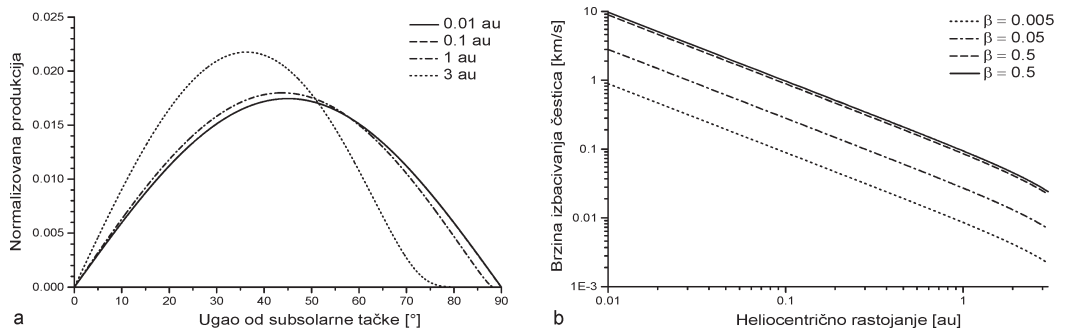 0.025
0.020
0.015
0.010
0.005
0.000
Normalizovana produkcija
0.01 au
0.1 au
1 au
3 au
0 10 20 30 40 50 60 70 80 90
Ugao od subsolarne tačke [°]
a
10
1
0.1
0.01
1E-3
Brzina izbacivanja čestica [km/s]
β = 0.005
β = 0.05
β = 0.5
β = 0.5
0.01 0.1 1
Heliocentrično rastojanje [au]
b